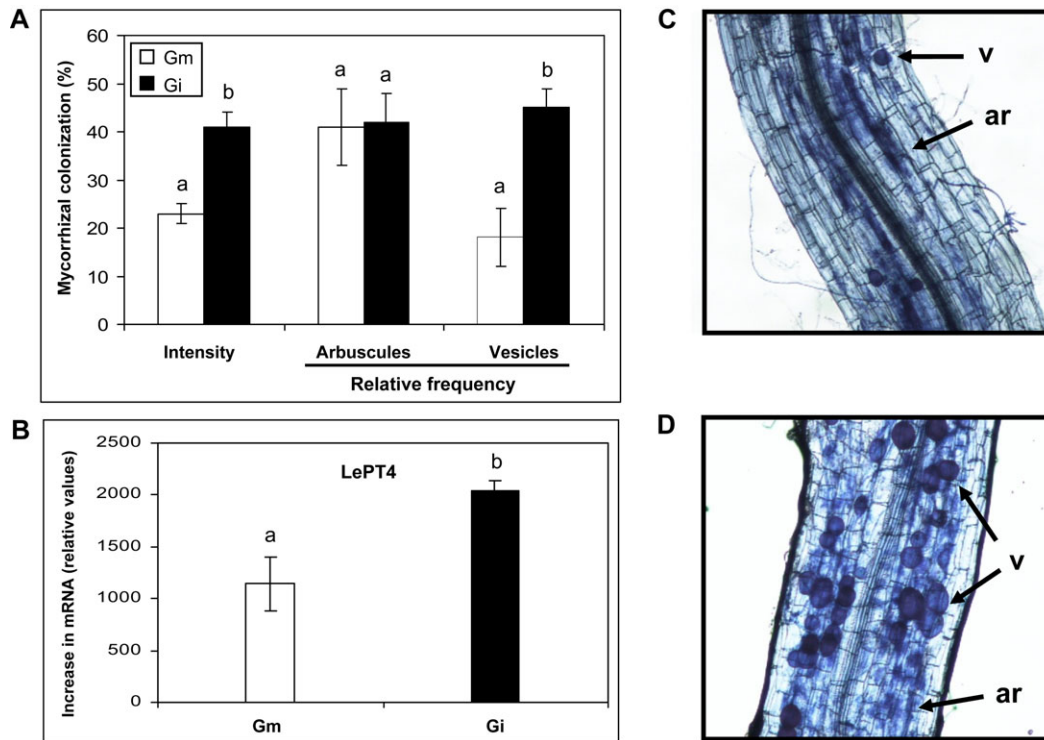 A
Mycorrhizal colonization (%)
60
50
40
30
20
10
0
Gm
Gi
a
b
a
a
a
b
Intensity
Arbuscules
Vesicles
Relative frequency
B
Increase in mRNA (relative values)
2500
2000
1500
1000
500
0
LePT4
a
b
Gm
Gi
C
v
ar
D
v
ar